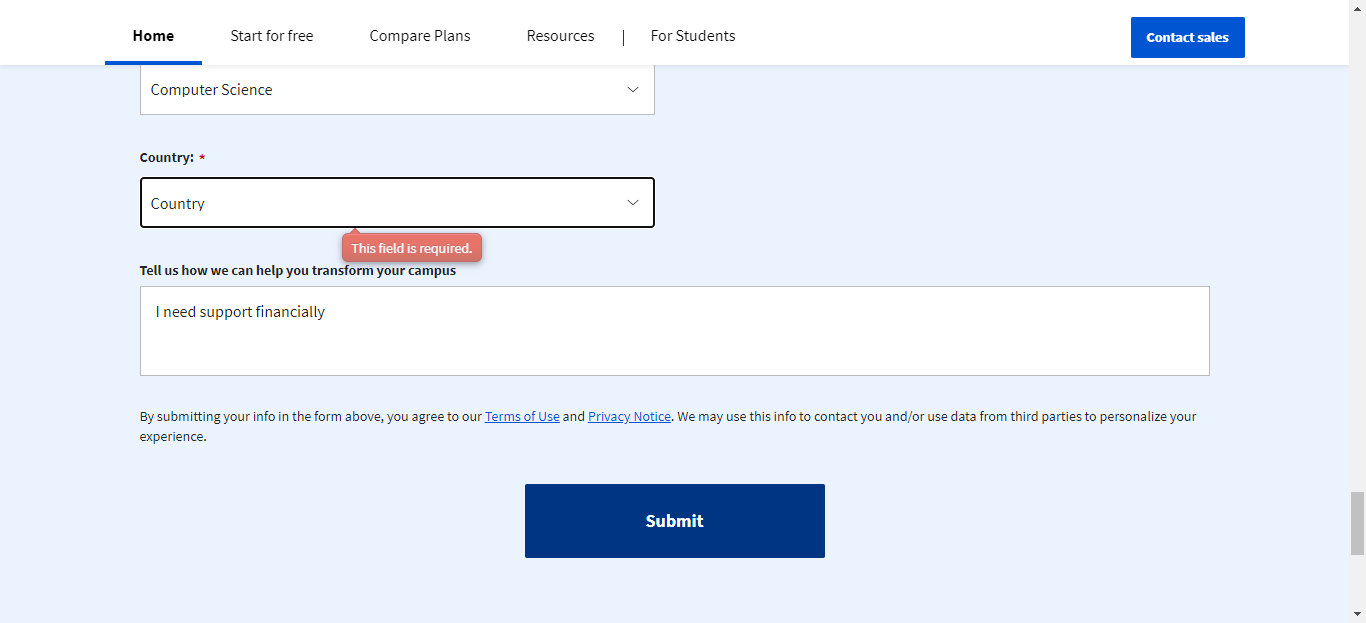 Home Start for free Compare Plans Resources | For Students Contact sales
Computer Science
Country: *
Country
This field is required.
Tell us how we can help you transform your campus
I need support financially
By submitting your info in the form above, you agree to our Terms of Use and Privacy Notice. We may use this info to contact you and/or use data from third parties to personalize your
experience.
Submit